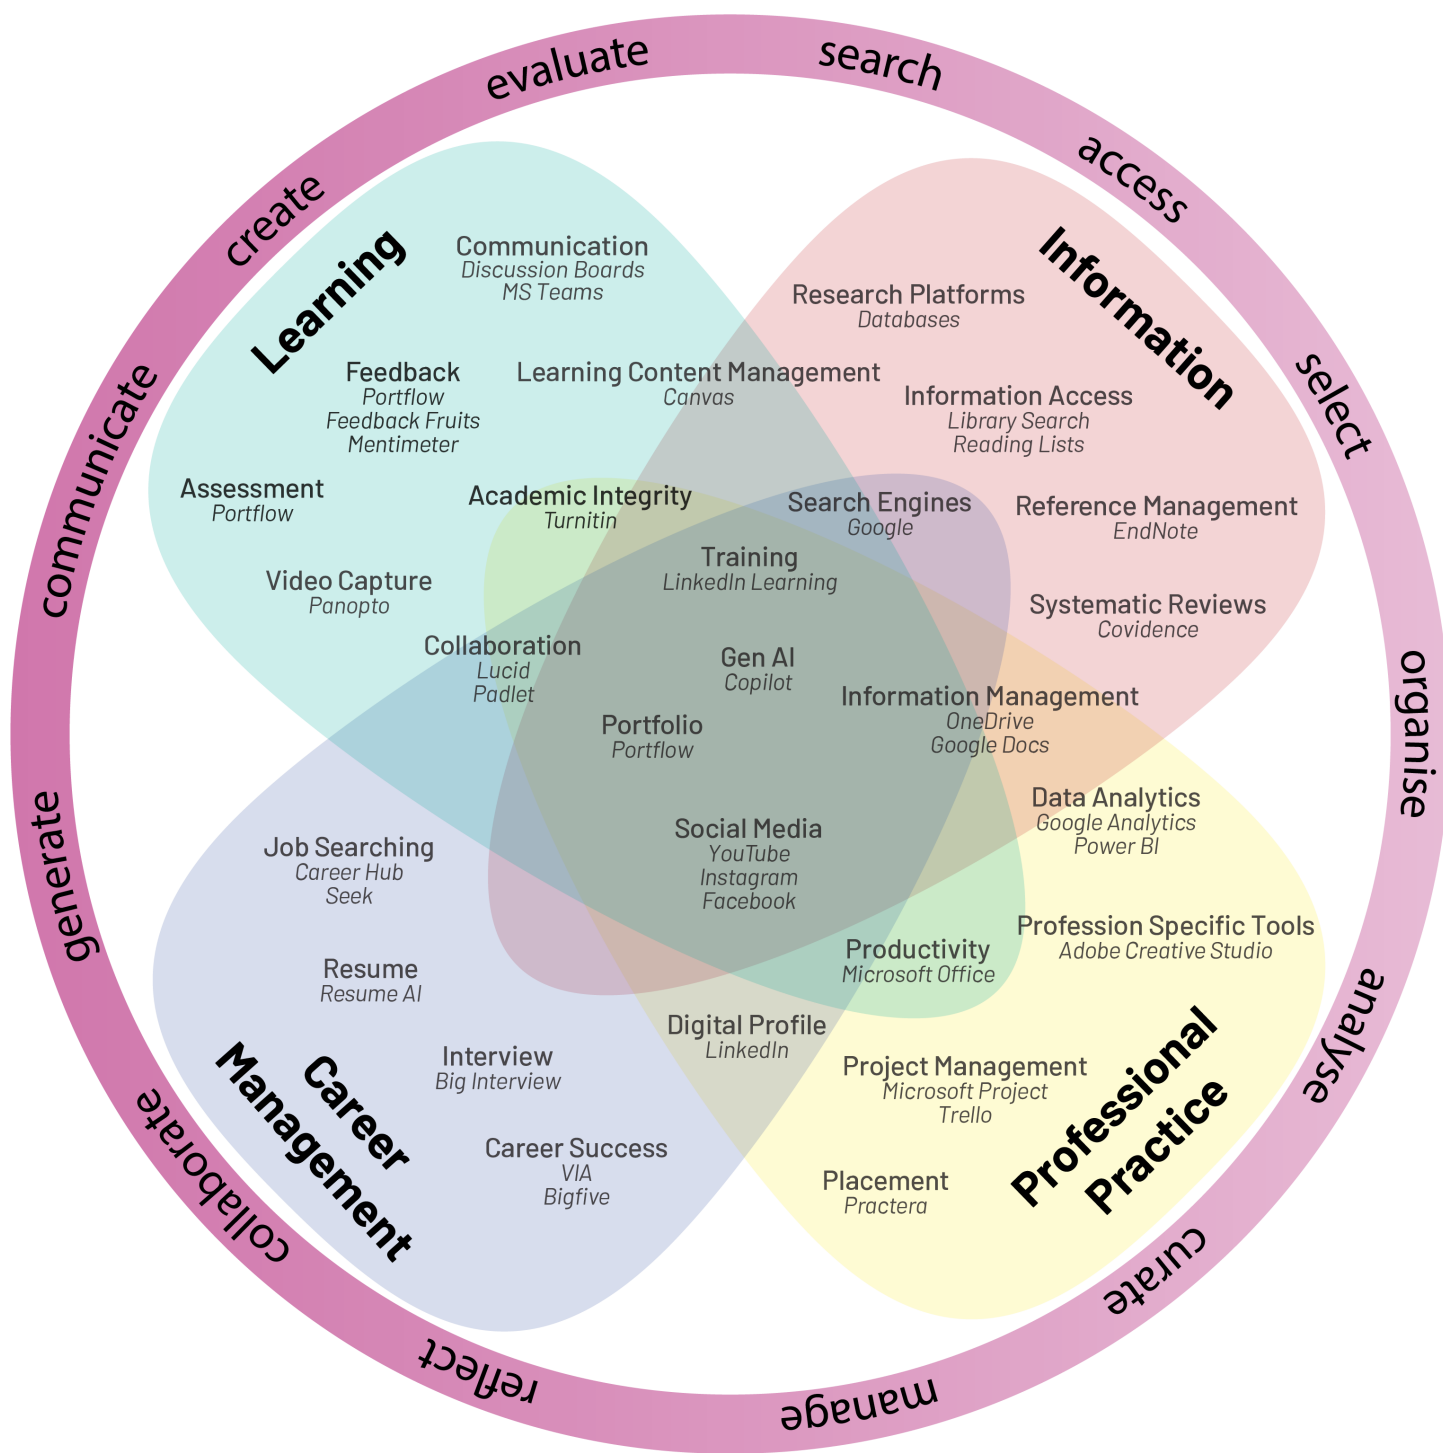 evaluate
search
access
select
organise
analyse
curate
manage
reflect
collaborate
generate
communicate
create
Learning
Communication
Discussion Boards
MS Teams
Feedback
Portflow
Feedback Fruits
Mentimeter
Learning Content Management
Canvas
Assessment
Portflow
Academic Integrity
Turnitin
Video Capture
Panopto
Collaboration
Lucid
Padlet
Information
Research Platforms
Databases
Information Access
Library Search
Reading Lists
Search Engines
Google
Reference Management
EndNote
Systematic Reviews
Covidence
Training
LinkedIn Learning
Gen AI
Copilot
Information Management
OneDrive
Google Docs
Portfolio
Portflow
Social Media
YouTube
Instagram
Facebook
Data Analytics
Google Analytics
Power BI
Profession Specific Tools
Adobe Creative Studio
Productivity
Microsoft Office
Digital Profile
LinkedIn
Project Management
Microsoft Project
Trello
Placement
Practera
Professional
Practice
Job Searching
Career Hub
Seek
Resume
Resume AI
Interview
Big Interview
Career Success
VIA
Bigfive
Career
Management